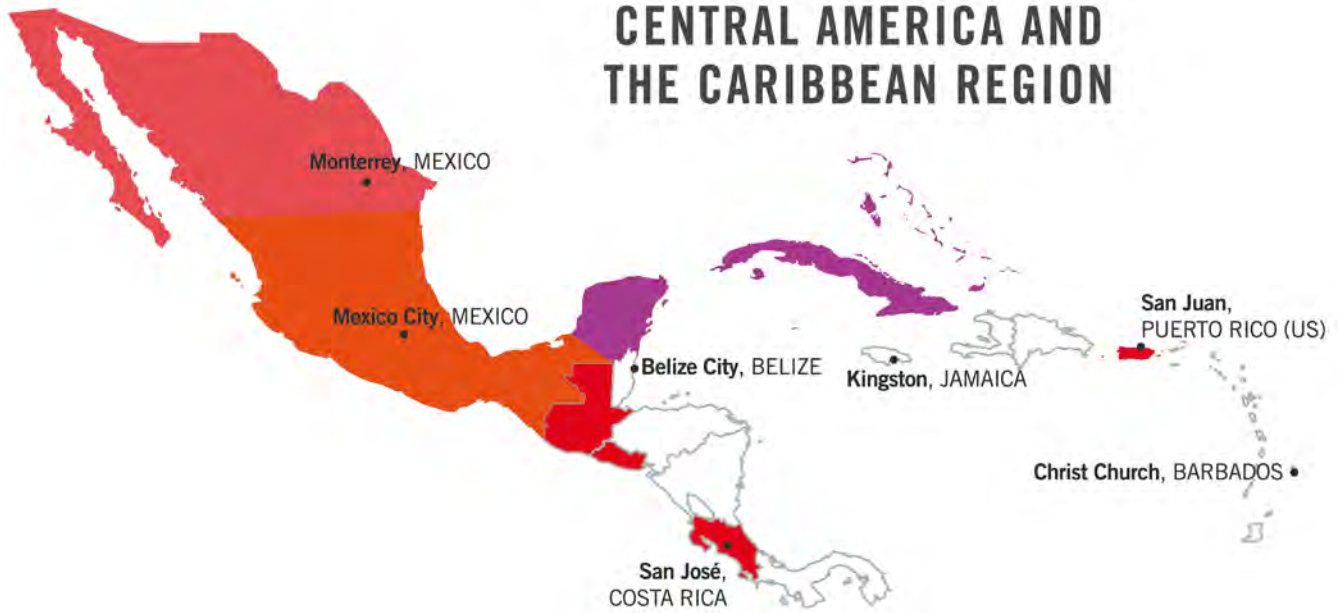 CENTRAL AMERICA AND
THE CARIBBEAN REGION
Monterrey, MEXICO
Mexico City, MEXICO
Belize City, BELIZE
Kingston, JAMAICA
San Juan,
PUERTO RICO (US)
Christ Church, BARBADOS
San José,
COSTA RICA